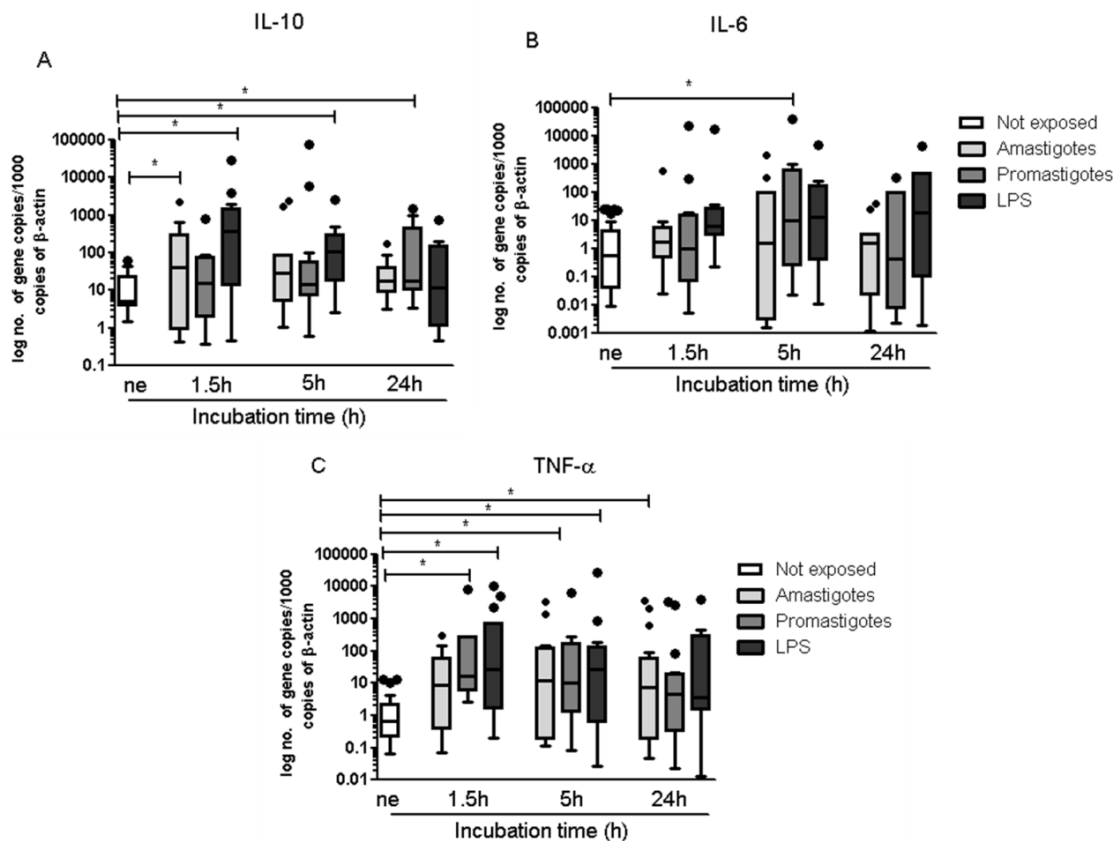 IL-10
A
*
*
*
*
log no. of gene copies/1000
copies of β-actin
100000
10000
1000
100
10
1
0.1
ne 1.5h 5h 24h
Incubation time (h)
IL-6
B
*
log no. of gene copies/1000
copies of β-actin
100000
10000
1000
100
10
1
0.1
0.01
0.001
ne 1.5h 5h 24h
Incubation time (h)
Not exposed
Amastigotes
Promastigotes
LPS
C
TNF-α
*
*
*
*
*
log no. of gene copies/1000
copies of β-actin
100000
10000
1000
100
10
1
0.1
0.01
ne 1.5h 5h 24h
Incubation time (h)
Not exposed
Amastigotes
Promastigotes
LPS